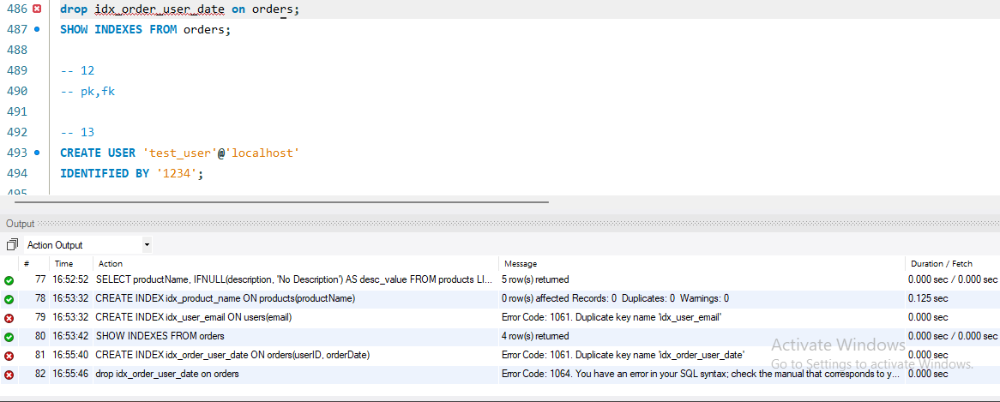 486 drop idx_order_user_date on orders;
487 SHOW INDEXES FROM orders;
488
489 -- 12
490 -- pk,fk
491
492 -- 13
493 CREATE USER 'test_user'@'localhost'
494 IDENTIFIED BY '1234';
495
Output
Action Output
# Time Action Message Duration / Fetch
77 16:52:52 SELECT productName, IFNULL(description, 'No Description') AS desc_value FROM products LI... 5 row(s) returned 0.000 sec / 0.000 sec
78 16:53:32 CREATE INDEX idx_product_name ON products(productName) 0 row(s) affected Records: 0 Duplicates: 0 Warnings: 0 0.125 sec
79 16:53:32 CREATE INDEX idx_user_email ON users(email) Error Code: 1061. Duplicate key name 'idx_user_email' 0.000 sec
80 16:53:42 SHOW INDEXES FROM orders 4 row(s) returned 0.000 sec / 0.000 sec
Activate Windows
81 16:55:40 CREATE INDEX idx_order_user_date ON orders(userID, orderDate) Error Code: 1061. Duplicate key name 'idx_order_user_date' 0.000 sec
Go to Settings to activate Windows.
82 16:55:46 drop idx_order_user_date on orders Error Code: 1064. You have an error in your SQL syntax; check the manual that corresponds to y... 0.000 sec